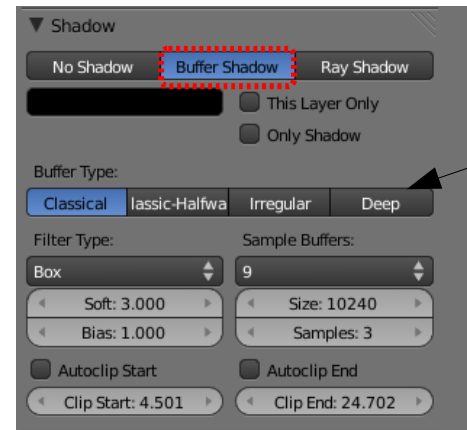 Shadow
No Shadow Buffer Shadow Ray Shadow
This Layer Only
Only Shadow
Buffer Type:
Classical lassic-Halfwa Irregular Deep
Filter Type: Sample Buffers:
Box 9
Soft: 3.000 Size: 10240
Bias: 1.000 Samples: 3
Autoclip Start Autoclip End
Clip Start: 4.501 Clip End: 24.702